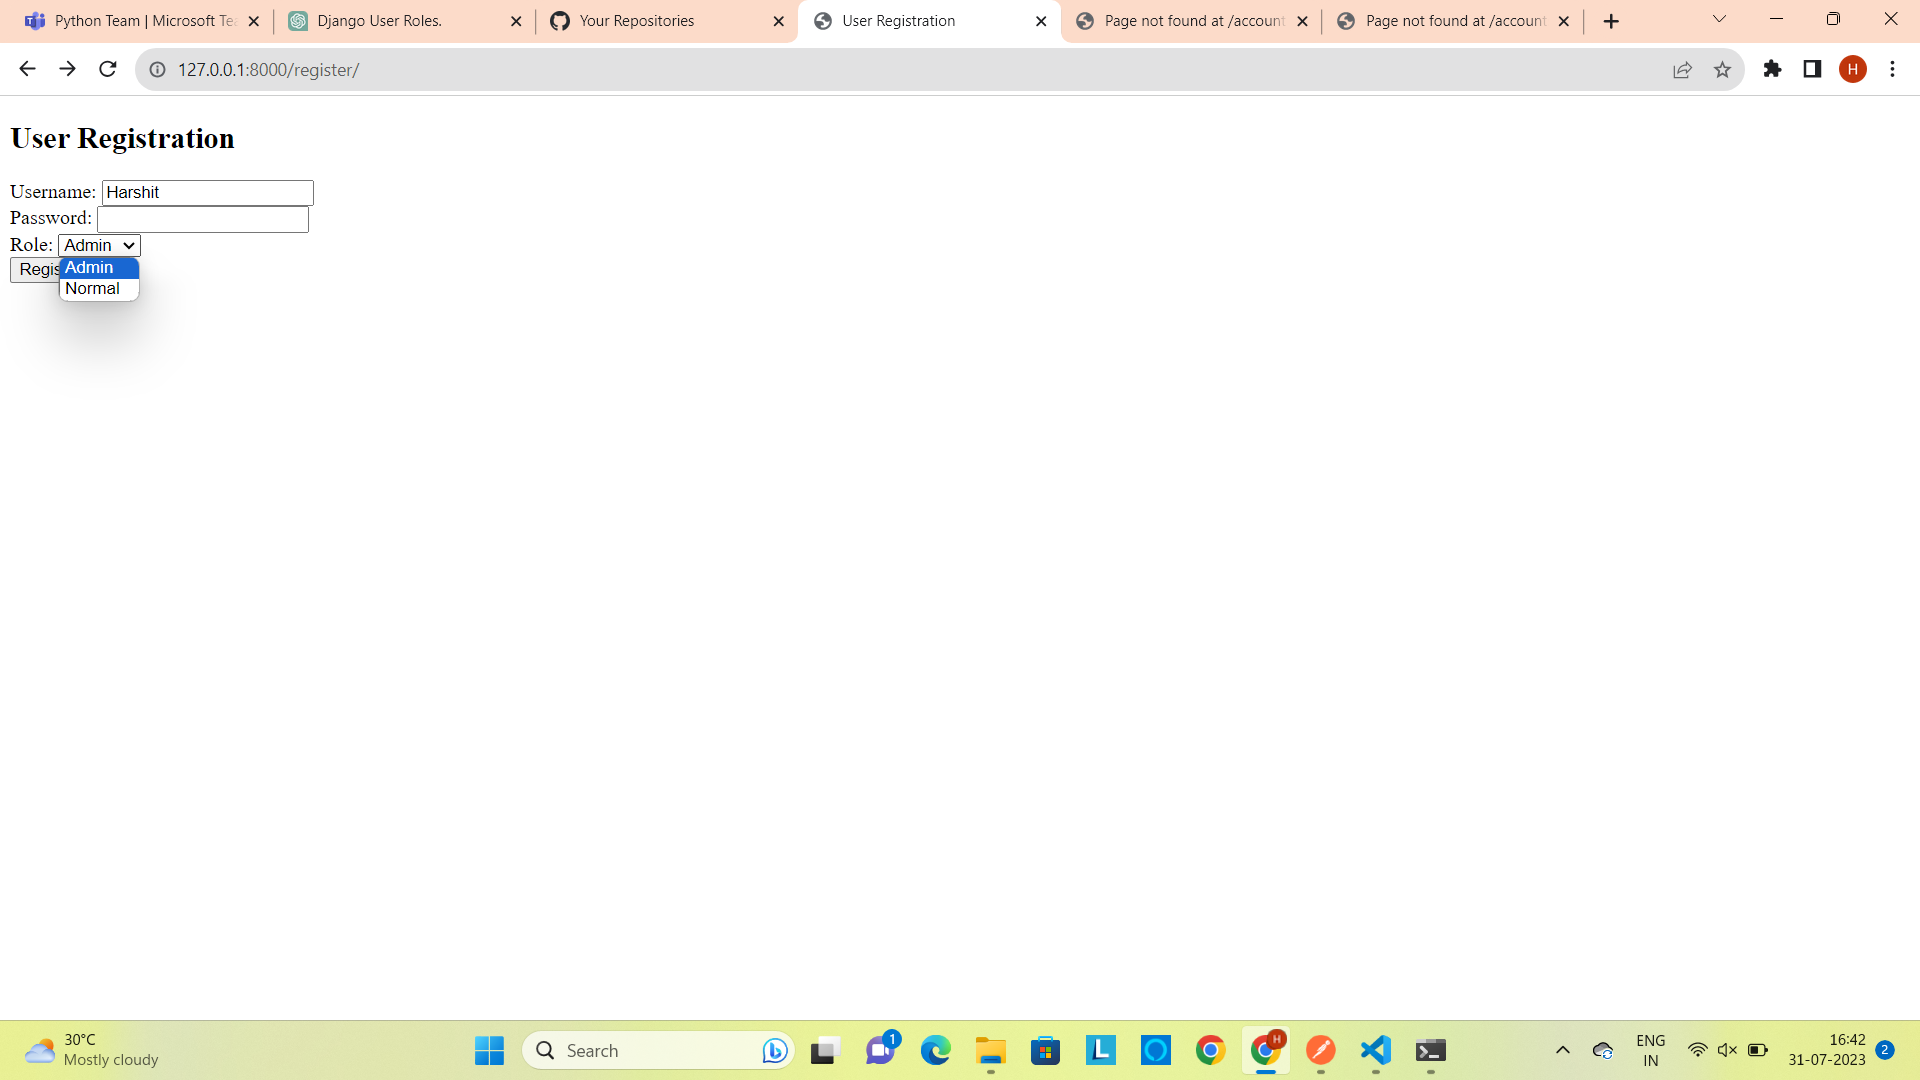 Python Team | Microsoft Te
Django User Roles.
Your Repositories
User Registration
Page not found at /account
Page not found at /account
127.0.0.1:8000/register/
H
User Registration
Username: Harshit
Password:
Role: Admin
Regis
Admin
Normal
30°C
Mostly cloudy
Search
1
H
ENG
IN
16:42
31-07-2023
2